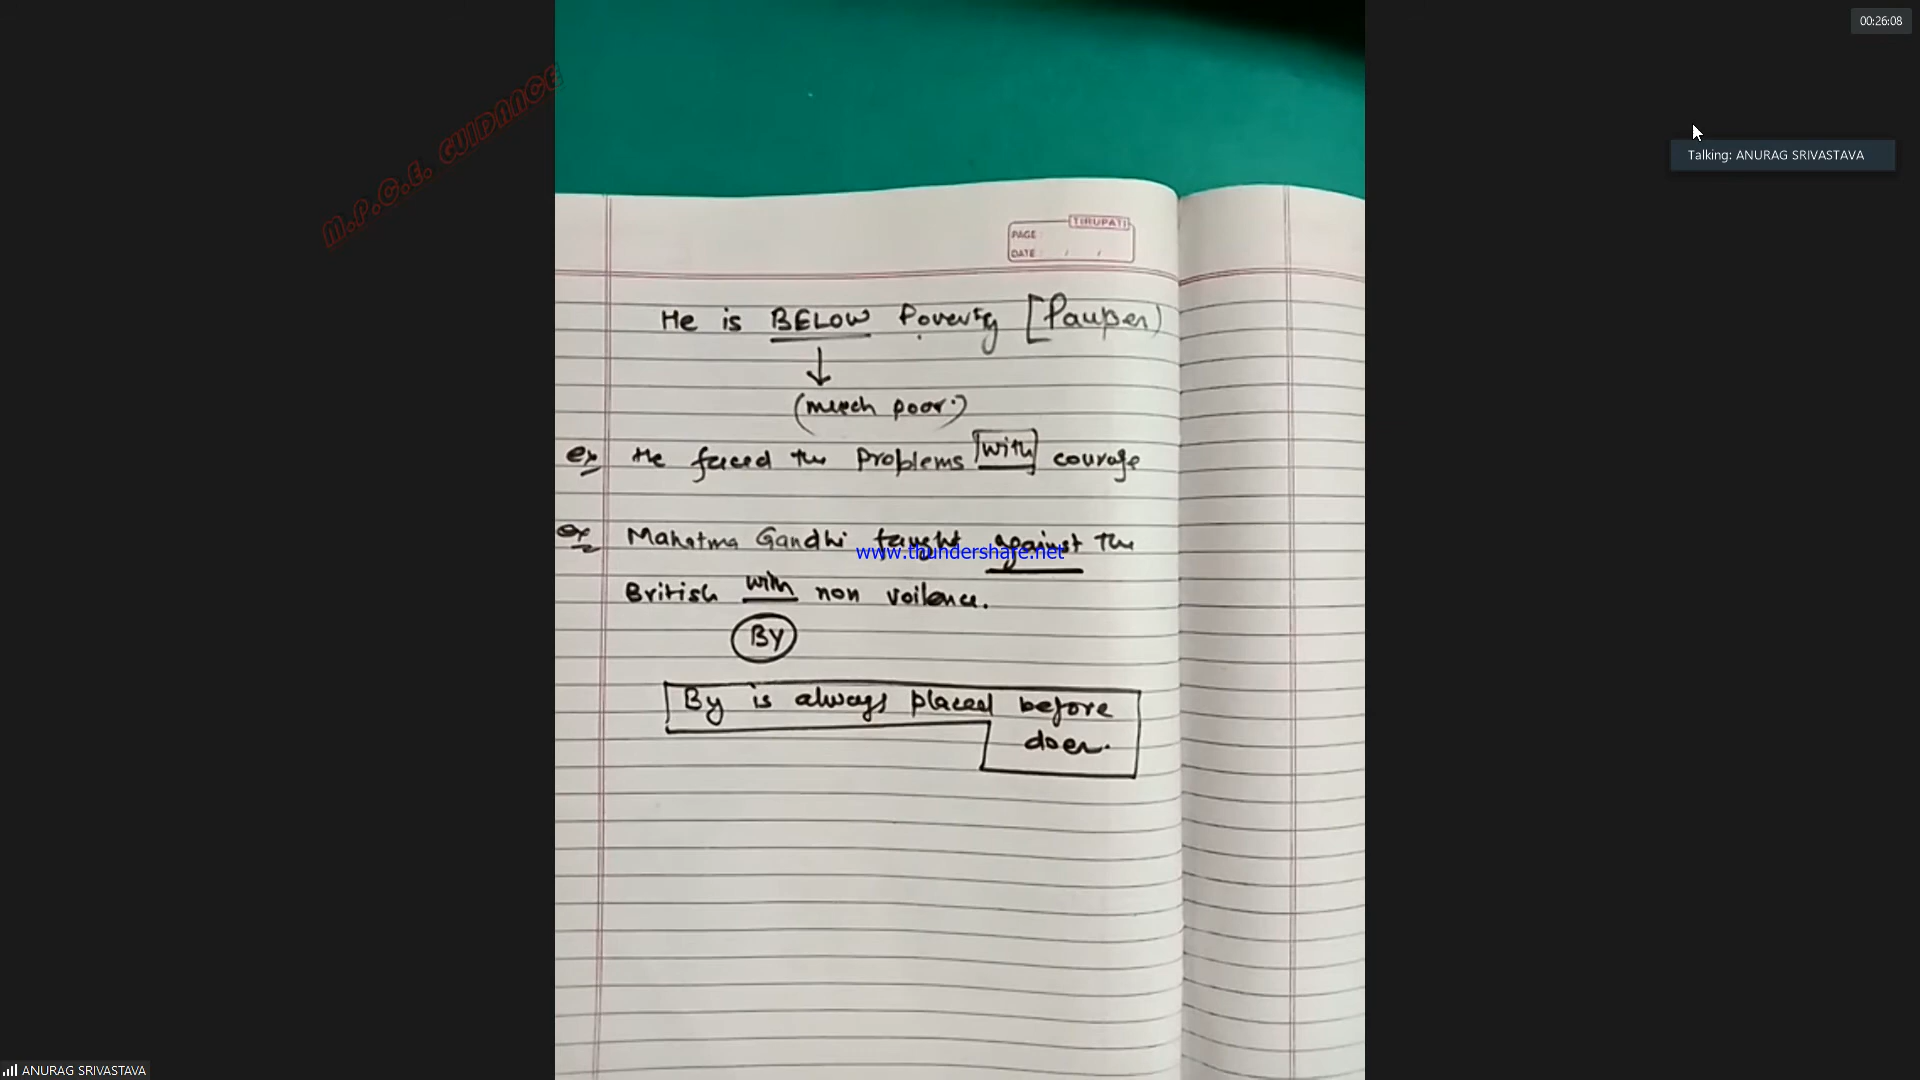 00:26:08
M.P.C.E. GUIDANCE
Talking: ANURAG SRIVASTAVA
TIRUPATI
PAGE :
DATE : / /
He is BELOW Poverty [Pauper)
(much poor.)
ex He faced the Problems with courage
ex Mahatma Gandhi against the
www.thundershare.net
British with non voilence.
By
By is always placed before
doer.
ANURAG SRIVASTAVA